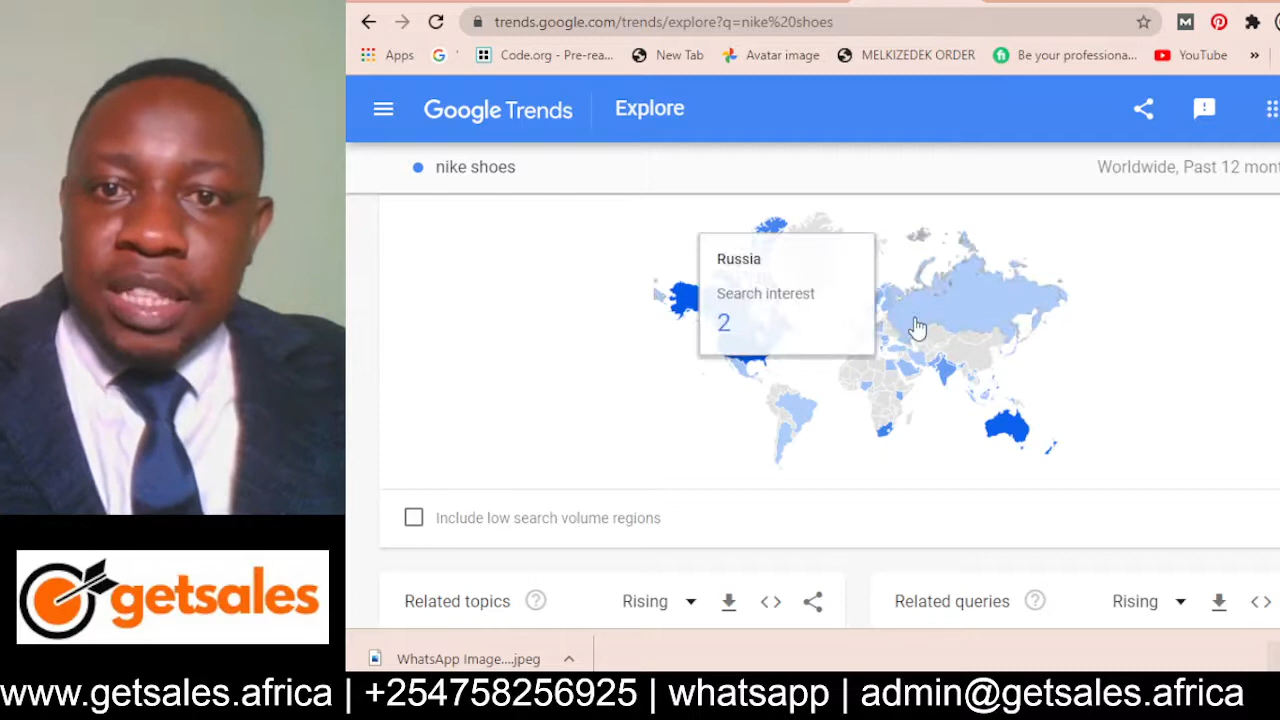 trends.google.com/trends/explore?q=nike%20shoes
Apps
Code.org - Pre-rea...
New Tab
Avatar image
MELKIZEDEK ORDER
Be your professiona...
YouTube
»
Google Trends
Explore
nike shoes
Worldwide, Past 12 mont
Russia
Search interest
2
Include low search volume regions
Related topics
Rising
Related queries
Rising
WhatsApp Image....jpeg
getsales
www.getsales.africa | +254758256925 | whatsapp | admin@getsales.africa